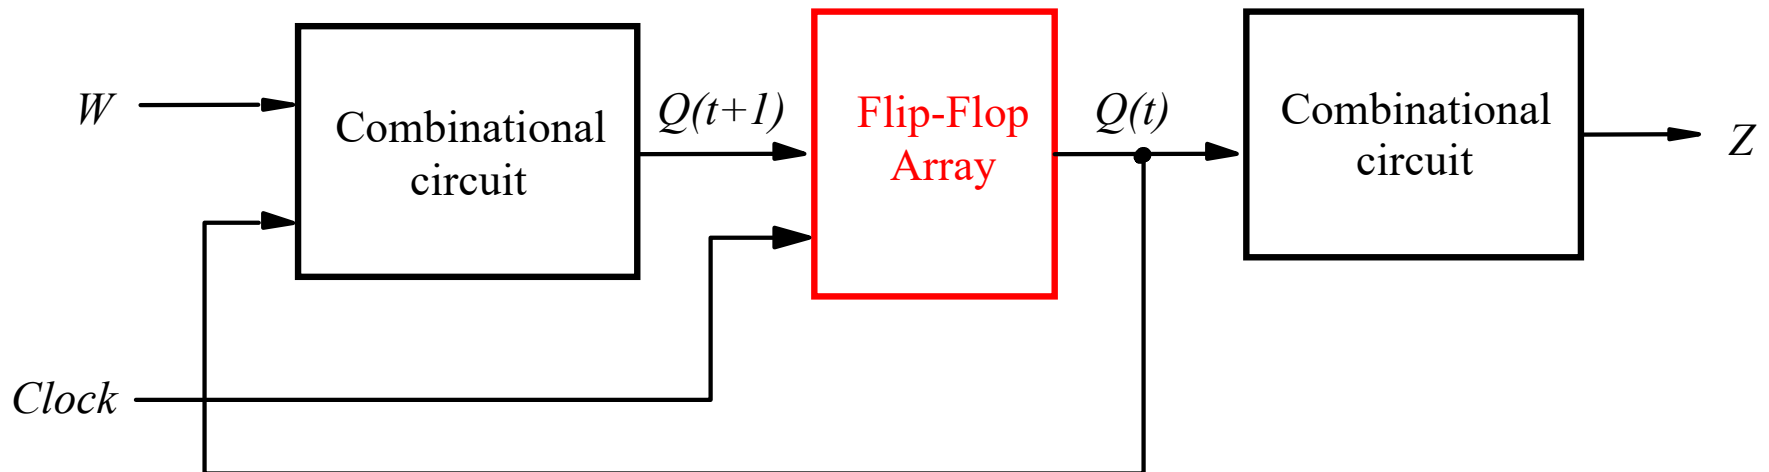 W
Combinational
circuit
Q(t+1)
Flip-Flop
Array
Q(t)
Combinational
circuit
Z
Clock